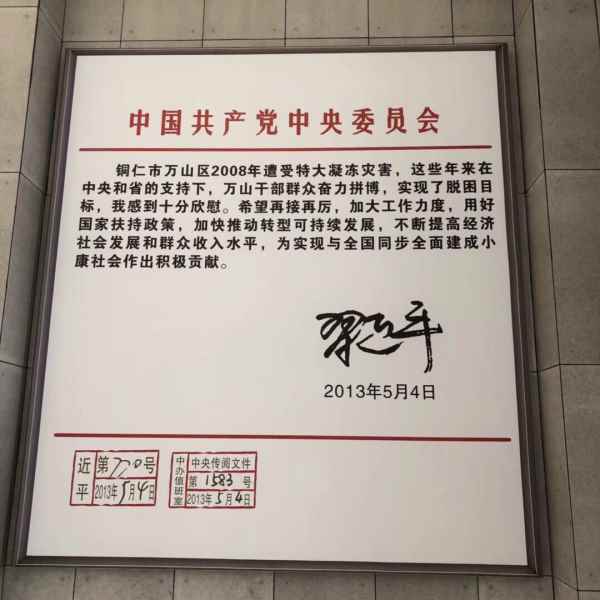 中国共产党中央委员会
铜仁市万山区2008年遭受特大凝冻灾害，这些年来在
中央和省的支持下，万山干部群众奋力拼博，实现了脱困目
标，我感到十分欣慰。希望再接再厉，加大工作力度，用好
国家扶持政策，加快推动转型可持续发展，不断提高经济
社会发展和群众收入水平，为实现与全国同步全面建成小
康社会作出积极贡献。
习近平
2013年5月4日
近平
第770号
2013年5月4日
中办值班室
中央传阅文件
第1583号
2013年5月4日